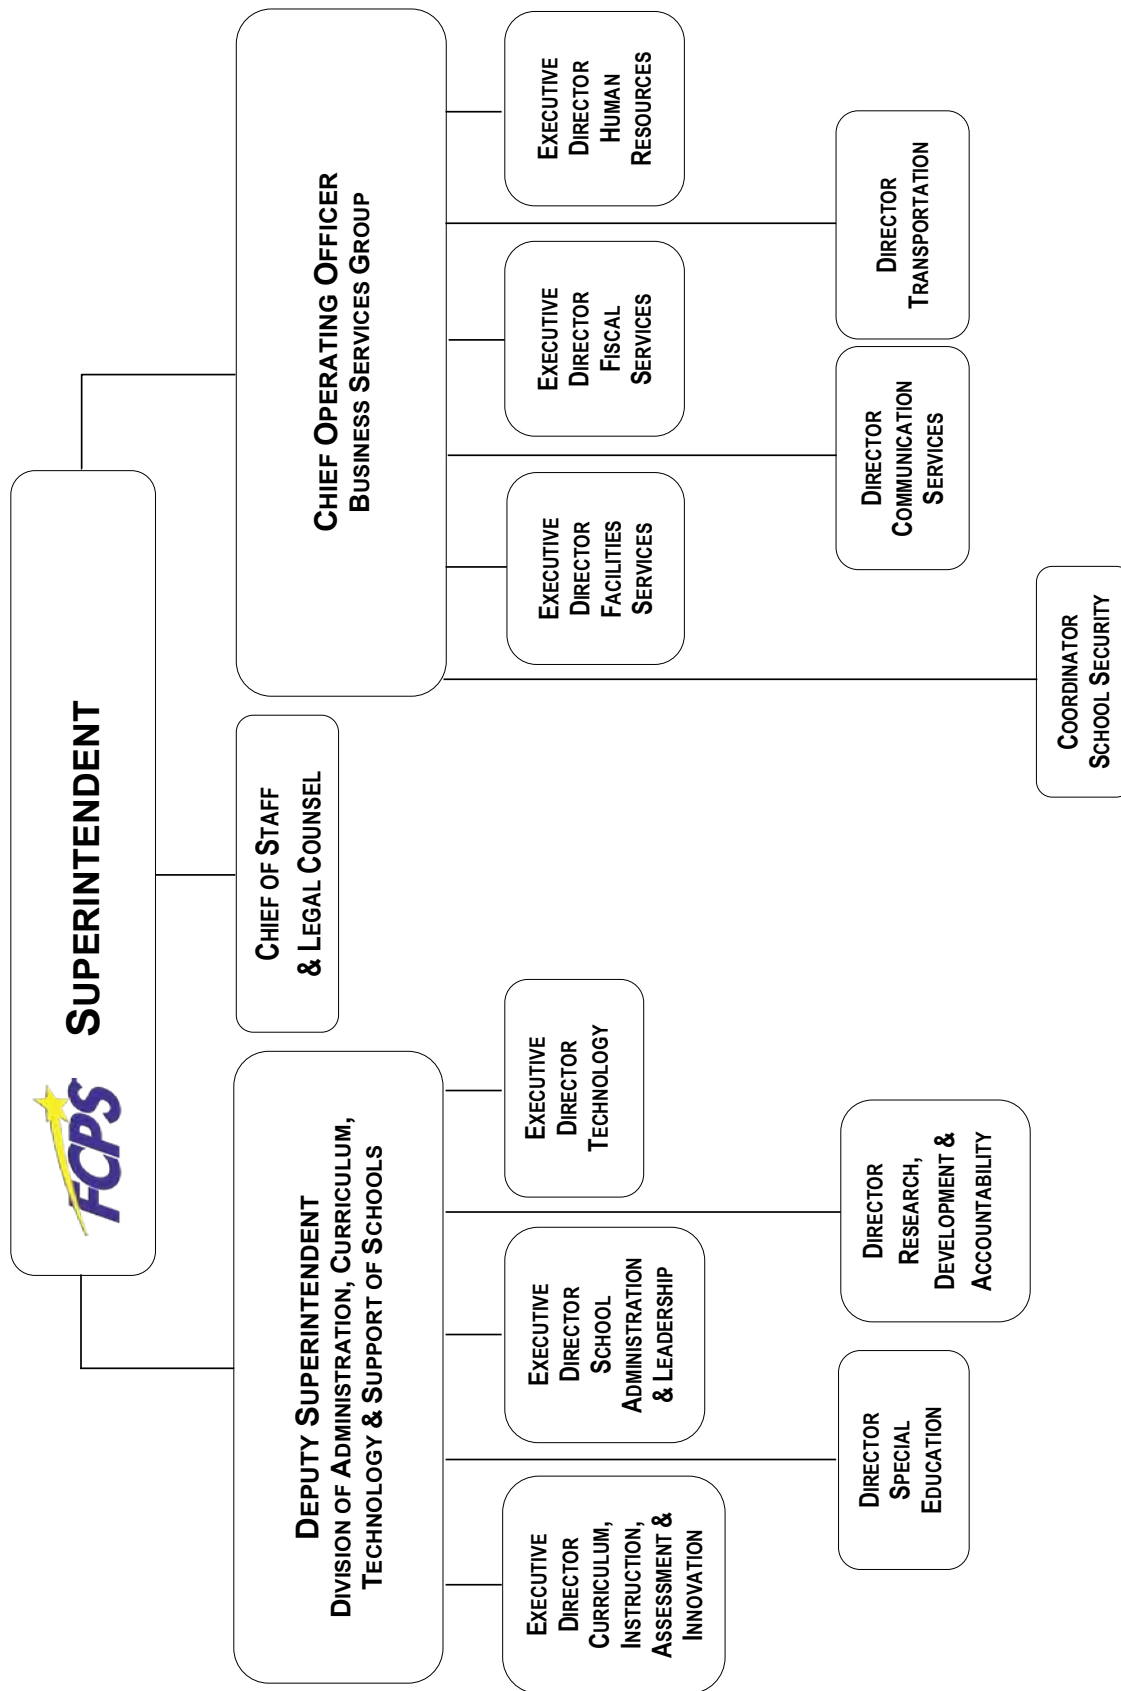 FCPS
SUPERINTENDENT
DEPUTY SUPERINTENDENT
DIVISION OF ADMINISTRATION, CURRICULUM,
TECHNOLOGY & SUPPORT OF SCHOOLS
CHIEF OF STAFF
& LEGAL COUNSEL
CHIEF OPERATING OFFICER
BUSINESS SERVICES GROUP
EXECUTIVE
DIRECTOR
CURRICULUM,
INSTRUCTION,
ASSESSMENT &
INNOVATION
EXECUTIVE
DIRECTOR
SCHOOL
ADMINISTRATION
& LEADERSHIP
EXECUTIVE
DIRECTOR
TECHNOLOGY
EXECUTIVE
DIRECTOR
FACILITIES
SERVICES
EXECUTIVE
DIRECTOR
FISCAL
SERVICES
EXECUTIVE
DIRECTOR
HUMAN
RESOURCES
DIRECTOR
SPECIAL
EDUCATION
DIRECTOR
RESEARCH,
DEVELOPMENT &
ACCOUNTABILITY
DIRECTOR
COMMUNICATION
SERVICES
DIRECTOR
TRANSPORTATION
COORDINATOR
SCHOOL SECURITY